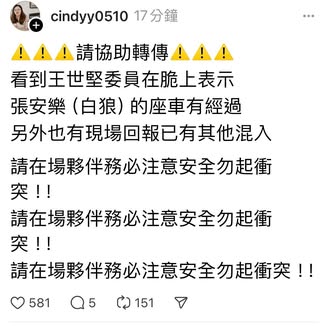 cindyy0510 17分鐘
⚠️⚠️⚠️請協助轉傳⚠️⚠️⚠️
看到王世堅委員在脆上表示
張安樂（白狼）的座車有經過
另外也有現場回報已有其他混入
請在場夥伴務必注意安全勿起衝
突！！
請在場夥伴務必注意安全勿起衝
突！！
請在場夥伴務必注意安全勿起衝突！！
581 5 151